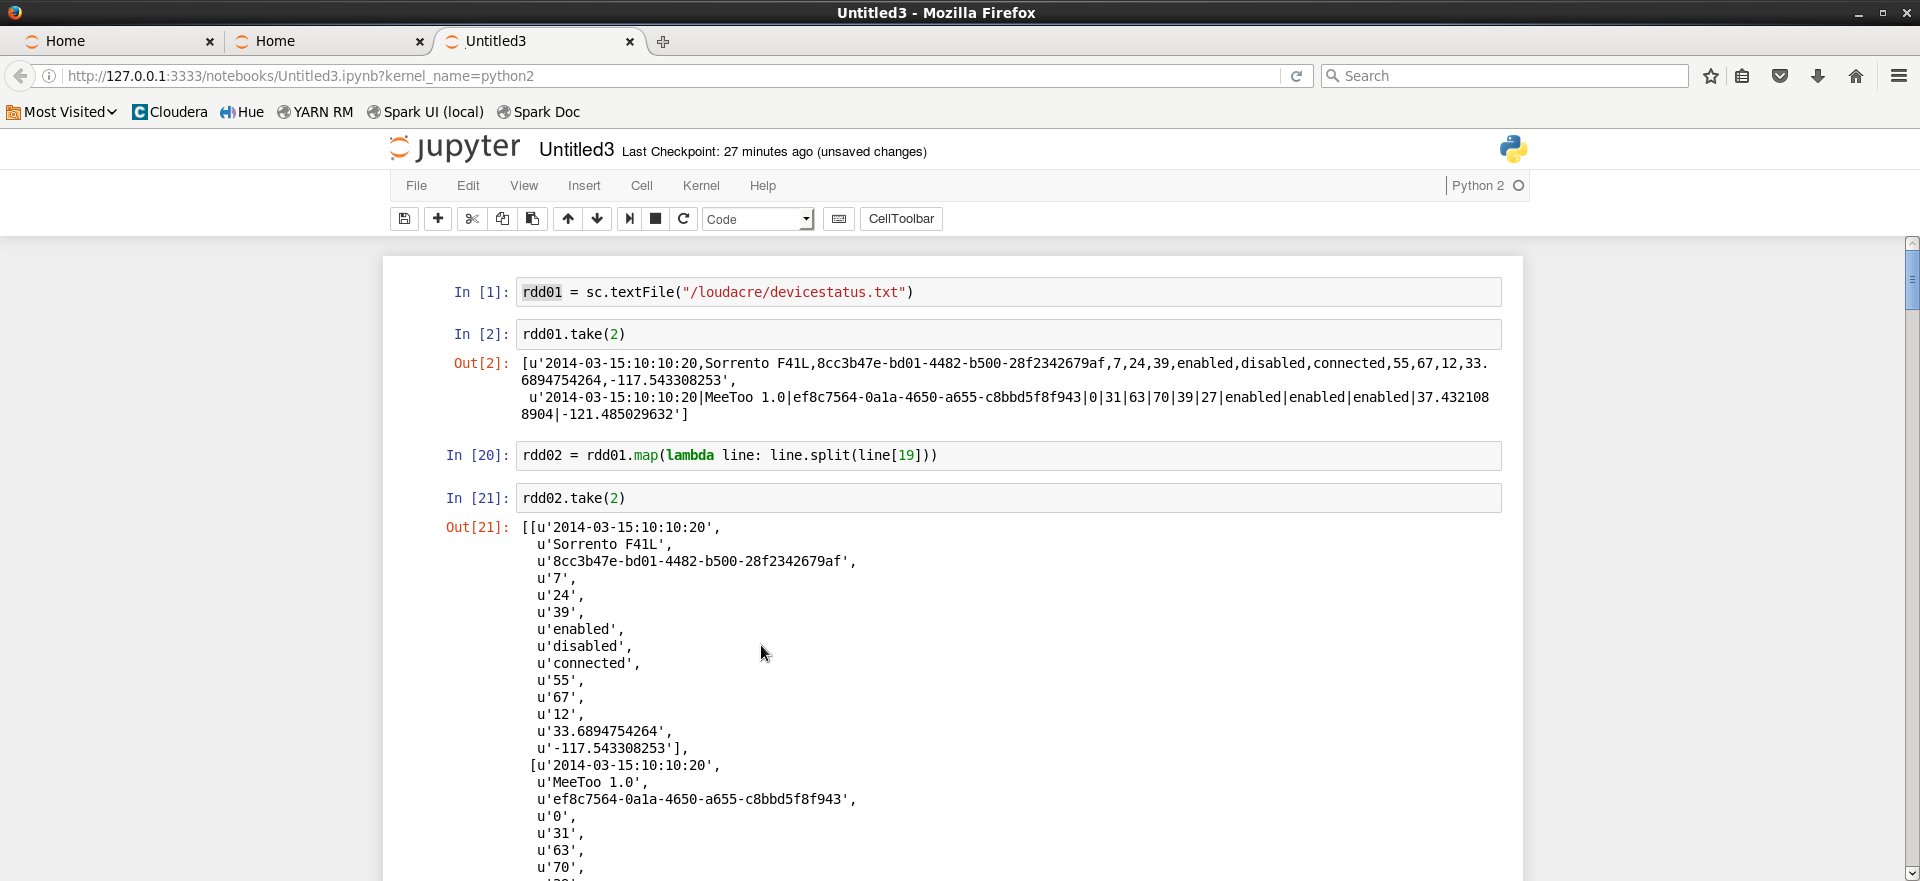 Untitled3 - Mozilla Firefox
Home
Home
Untitled3
http://127.0.0.1:3333/notebooks/Untitled3.ipynb?kernel_name=python2
Search
Most Visited
Cloudera
Hue
YARN RM
Spark UI (local)
Spark Doc
jupyter Untitled3 Last Checkpoint: 27 minutes ago (unsaved changes)
File Edit View Insert Cell Kernel Help
Python 2
Code
CellToolbar
In [1]: rdd01 = sc.textFile("/loudacre/devicestatus.txt")
In [2]: rdd01.take(2)
Out[2]: [u'2014-03-15:10:10:20,Sorrento F41L,8cc3b47e-bd01-4482-b500-28f2342679af,7,24,39,enabled,disabled,connected,55,67,12,33.
6894754264,-117.543308253',
u'2014-03-15:10:10:20|MeeToo 1.0|ef8c7564-0a1a-4650-a655-c8bbd5f8f943|0|31|63|70|39|27|enabled|enabled|enabled|37.432108
8904|-121.485029632']
In [20]: rdd02 = rdd01.map(lambda line: line.split(line[19]))
In [21]: rdd02.take(2)
Out[21]: [[u'2014-03-15:10:10:20',
u'Sorrento F41L',
u'8cc3b47e-bd01-4482-b500-28f2342679af',
u'7',
u'24',
u'39',
u'enabled',
u'disabled',
u'connected',
u'55',
u'67',
u'12',
u'33.6894754264',
u'-117.543308253'],
[u'2014-03-15:10:10:20',
u'MeeToo 1.0',
u'ef8c7564-0a1a-4650-a655-c8bbd5f8f943',
u'0',
u'31',
u'63',
u'70',